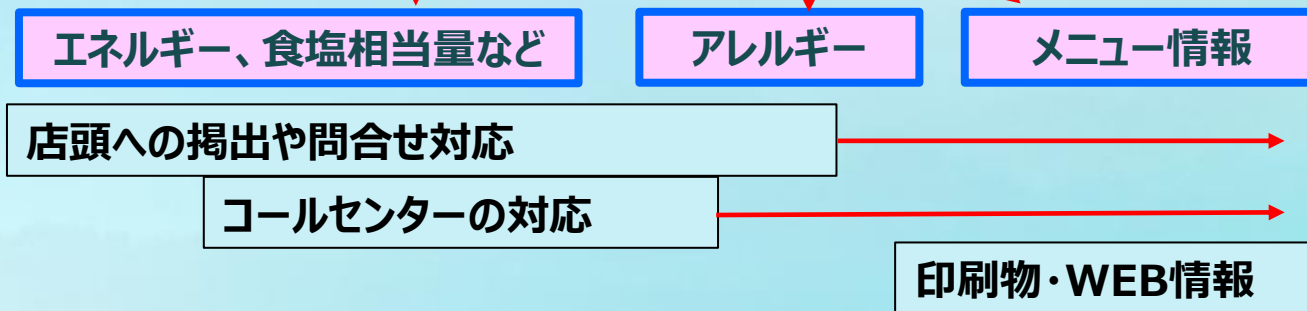 エネルギー、食塩相当量など
アレルギー
メニュー情報
店頭への掲出や問合せ対応
コールセンターの対応
印刷物・WEB情報